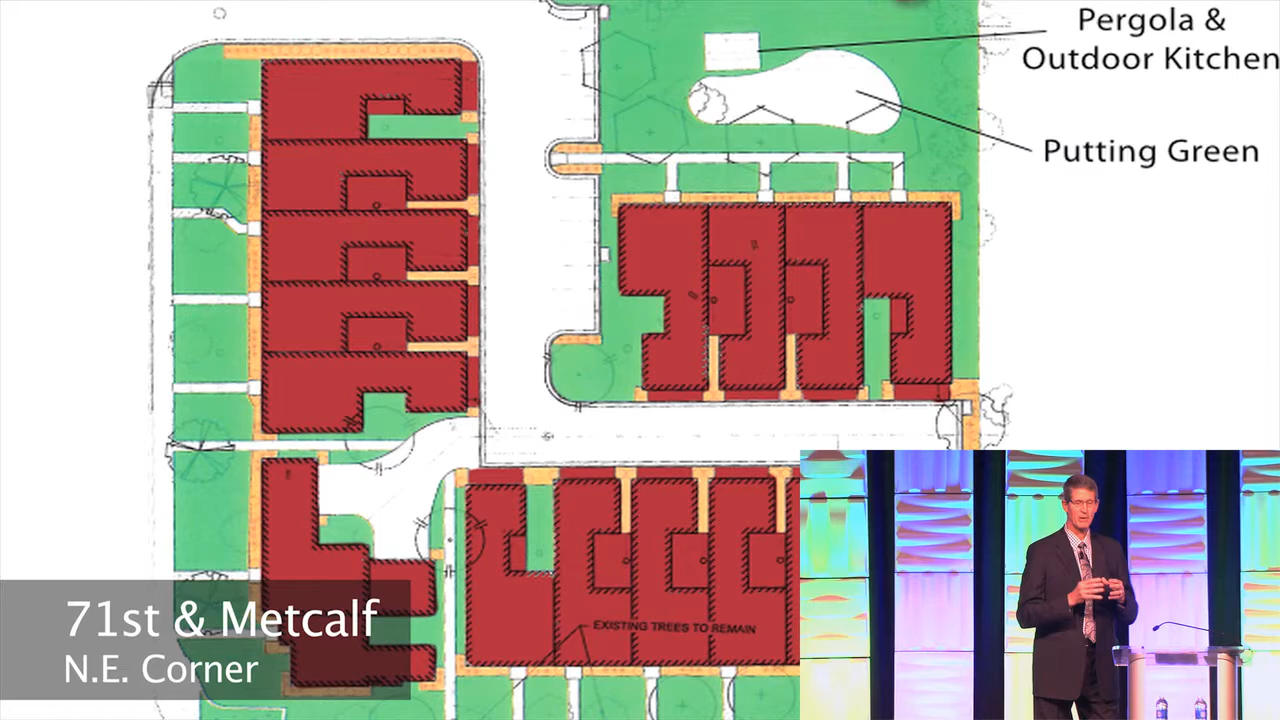 Pergola &
Outdoor Kitchen
Putting Green
EXISTING TREES TO REMAIN
71st & Metcalf
N.E. Corner